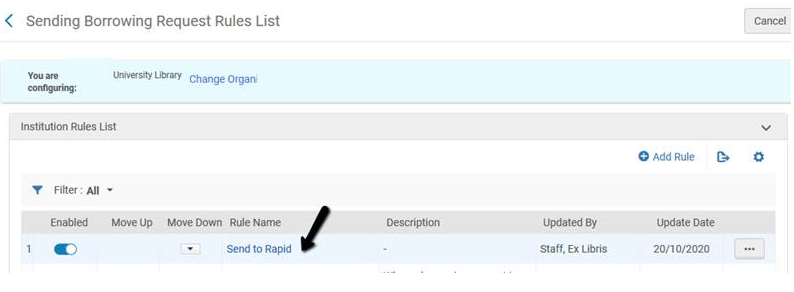 Sending Borrowing Request Rules List
Cancel
You are
configuring:
University Library
Change Organi
Institution Rules List
Add Rule
Filter : All
Enabled Move Up Move Down Rule Name Description Updated By Update Date
1 Send to Rapid - Staff, Ex Libris 20/10/2020 ...